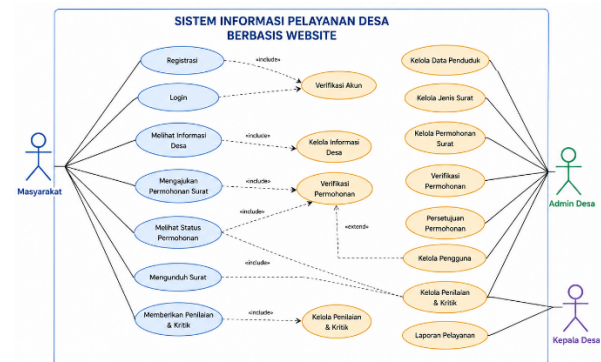 SISTEM INFORMASI PELAYANAN DESA
BERBASIS WEBSITE
Registrasi
«include»
Kelola Data Penduduk
Verifikasi Akun
Login
Kelola Jenis Surat
Melihat Informasi
Desa
«include»
Kelola Informasi
Desa
Kelola Permohonan
Surat
Masyarakat
Mengajukan
Permohonan Surat
«include»
Verifikasi
Permohonan
Verifikasi
Permohonan
Admin Desa
Melihat Status
Permohonan
«include»
«extend»
Persetujuan
Permohonan
Kelola Pengguna
Mengunduh Surat
Kelola Penilaian
& Kritik
Memberikan Penilaian
& Kritik
«include»
Kelola Penilaian
& Kritik
Laporan Pelayanan
Kepala Desa